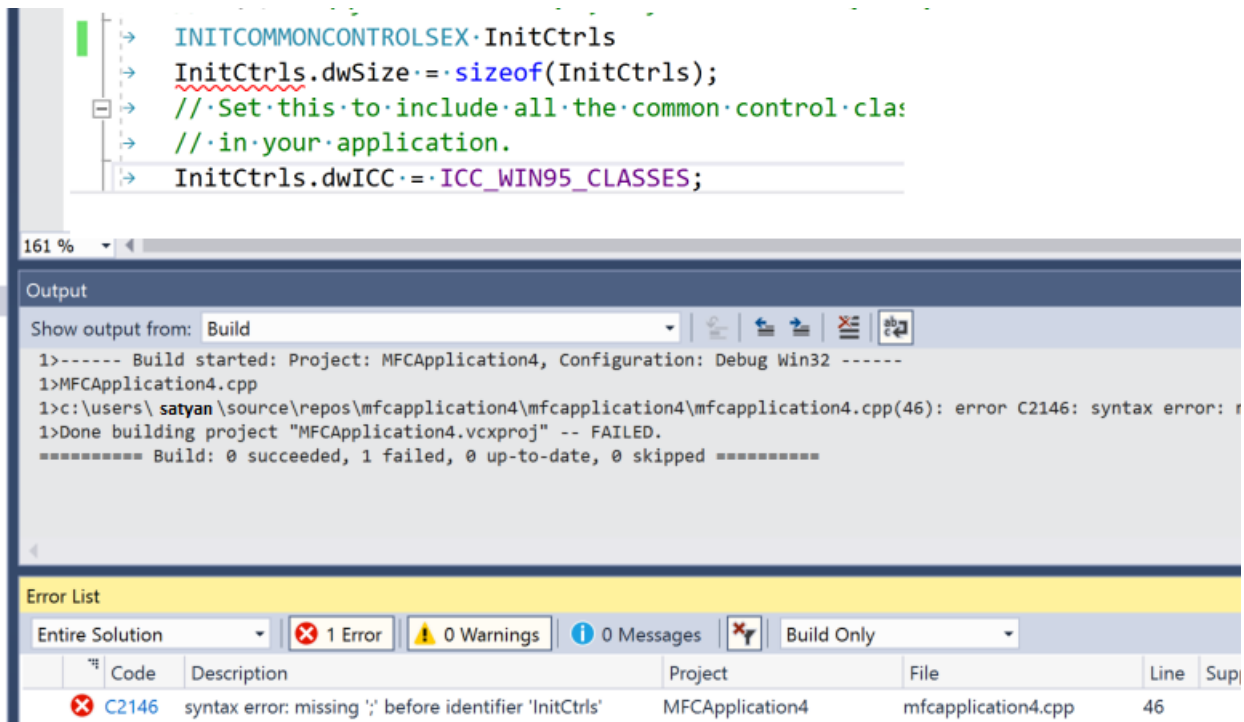 INITCOMMONCONTROLSEX InitCtrls
InitCtrls.dwSize = sizeof(InitCtrls);
// Set this to include all the common control
// in your application.
InitCtrls.dwICC = ICC_WIN95_CLASSES;
161 %
Output
Show output from: Build
1>------ Build started: Project: MFCApplication4, Configuration: Debug Win32 ------
1>MFCApplication4.cpp
1>c:\users\ satyan \source\repos\mfcapplication4\mfcapplication4\mfcapplication4.cpp(46): error C2146: syntax error:
1>Done building project "MFCApplication4.vcxproj" -- FAILED.
========== Build: 0 succeeded, 1 failed, 0 up-to-date, 0 skipped ==========
Error List
Entire Solution 1 Error 0 Warnings 0 Messages Build Only
Code Description Project File Line Supp
C2146 syntax error: missing ';' before identifier 'InitCtrls' MFCApplication4 mfcapplication4.cpp 46